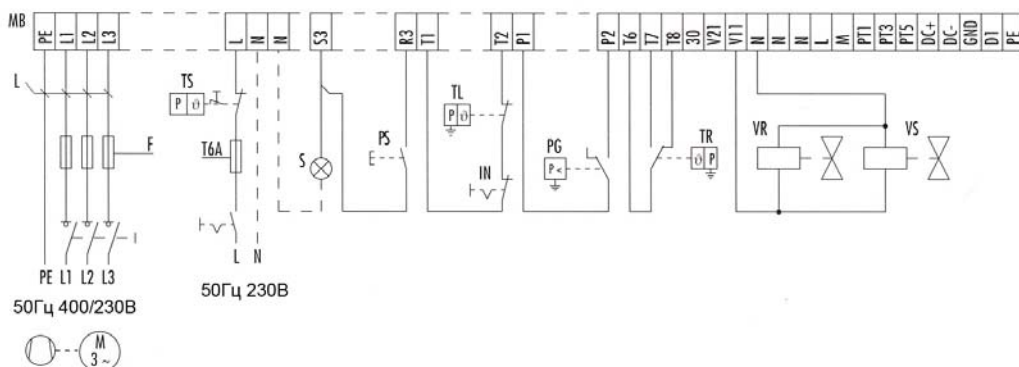 MB PE L1 L2 L3 L N N S3 R3 T1 T2 P1 P2 T6 T7 T8 30 V21 V11 N N N L M PT1 PT3 PT5 DC+ DC- GND D1 PE
L
TS
P ϑ
TL
P ϑ
T6A
F
S
PS
PG
P <
TR
ϑ P
VR
VS
IN
I
L N
PE L1 L2 L3
50Гц 230В
50Гц 400/230В
M
3 ~